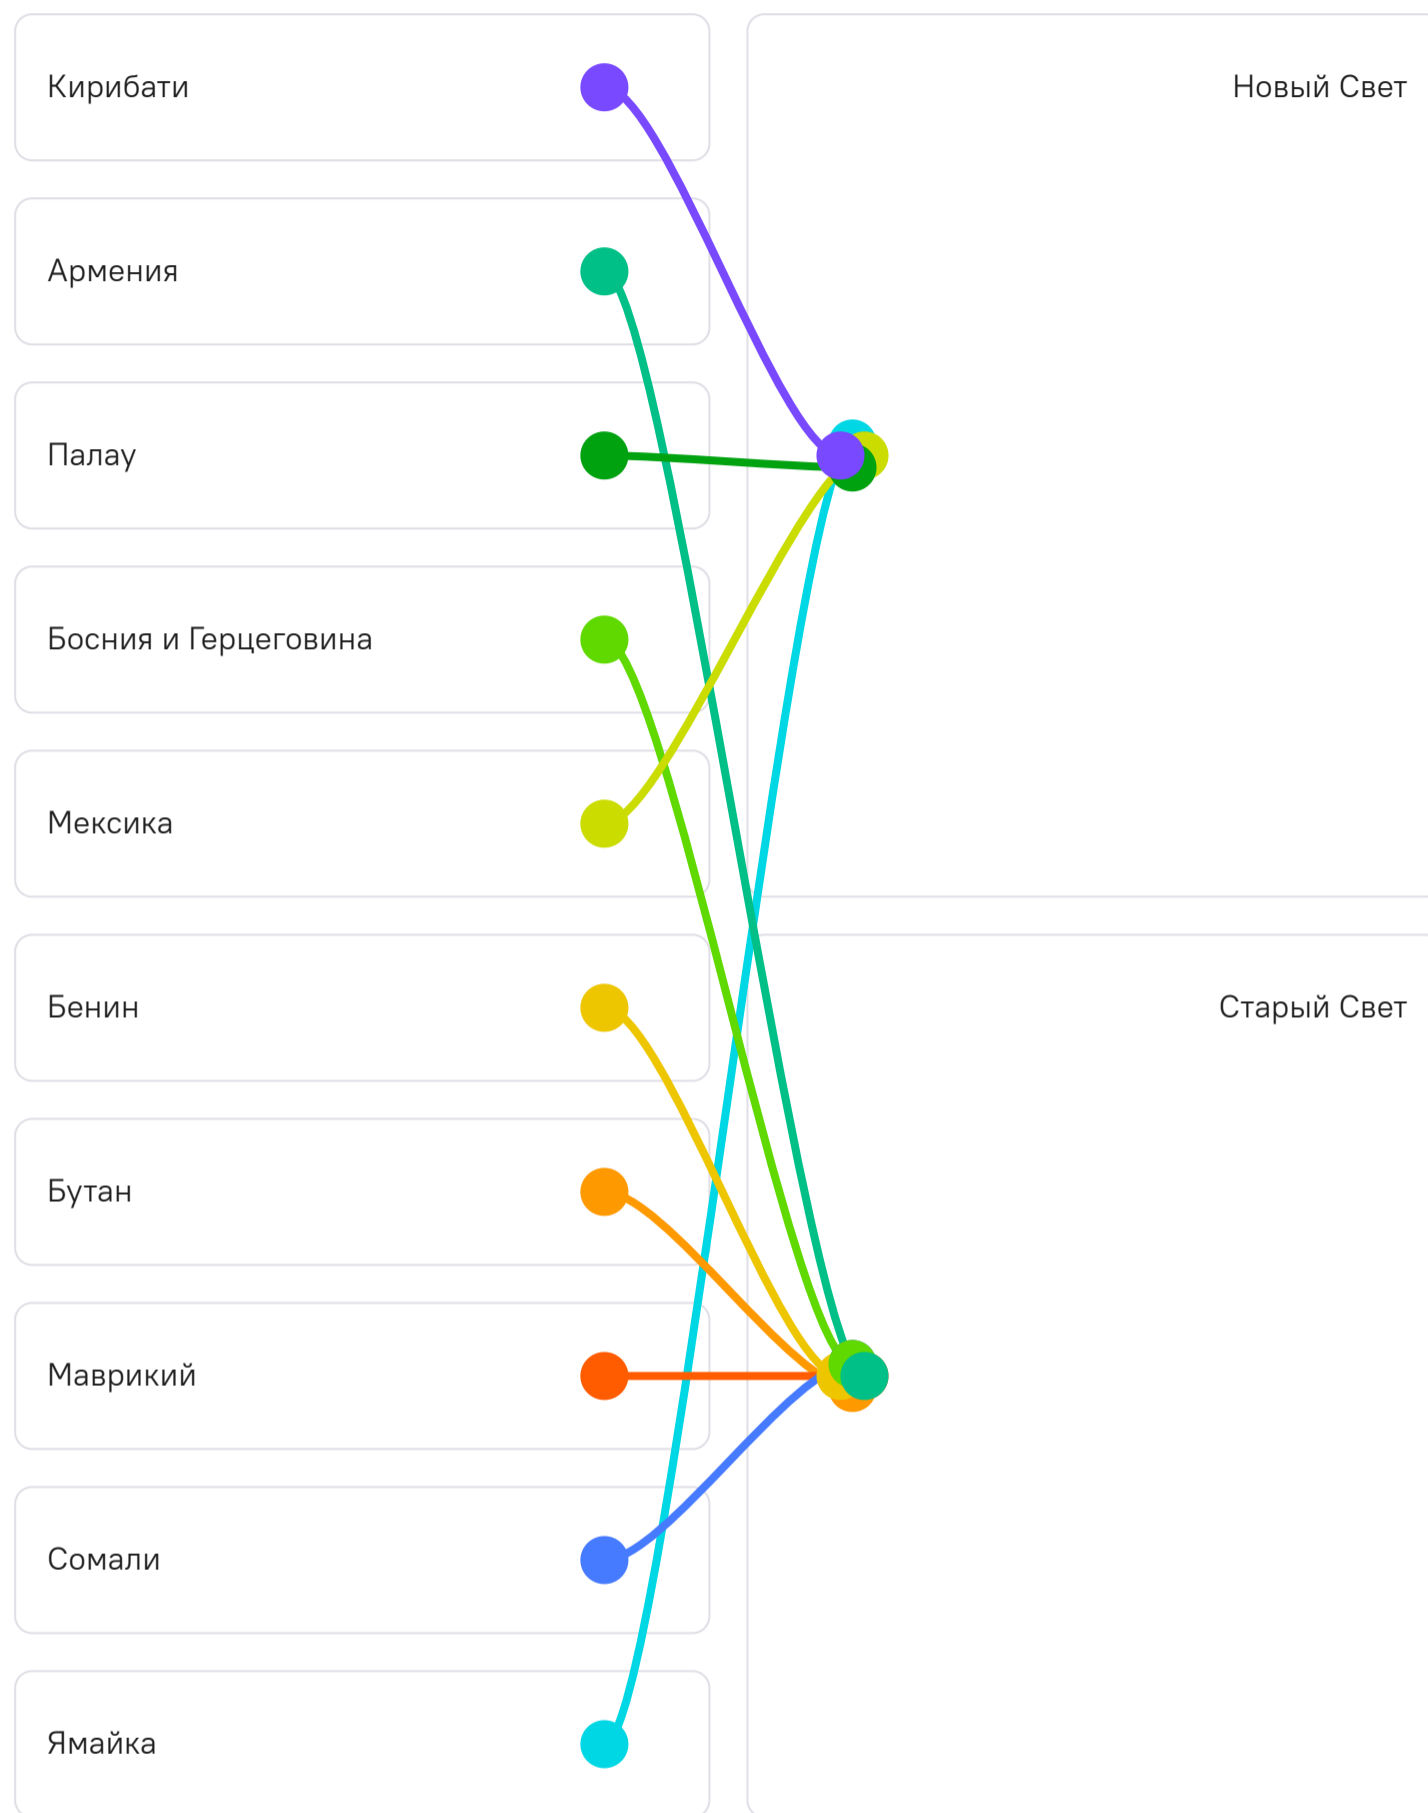 Кирибати
Новый Свет
Армения
Палау
Босния и Герцеговина
Мексика
Бенин
Старый Свет
Бутан
Маврикий
Сомали
Ямайка